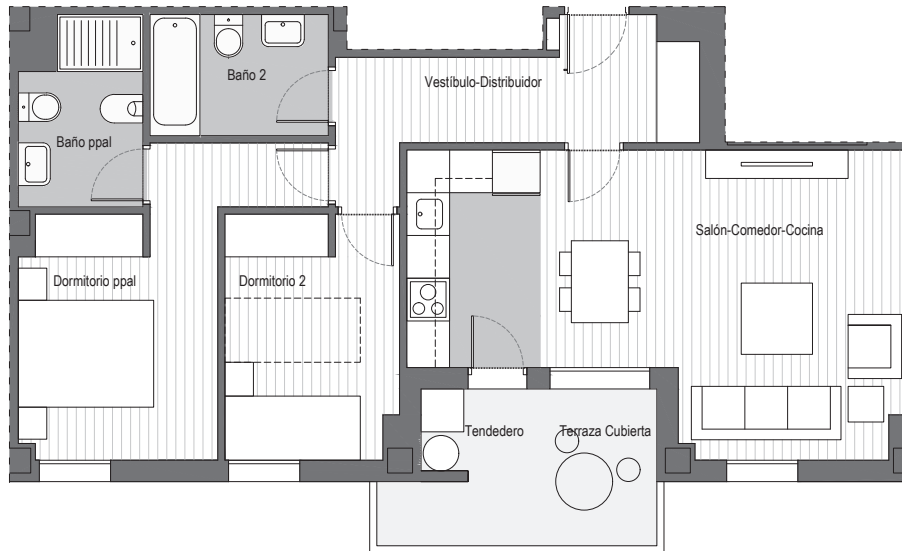 Baño 2
Vestíbulo-Distribuidor
Baño ppal
Salón-Comedor-Cocina
Dormitorio ppal
Dormitorio 2
Tendedero
Terraza Cubierta